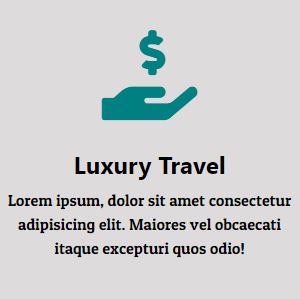 $
Luxury Travel
Lorem ipsum, dolor sit amet consectetur
adipisicing elit. Maiores vel obcaecati
itaque excepturi quos odio!